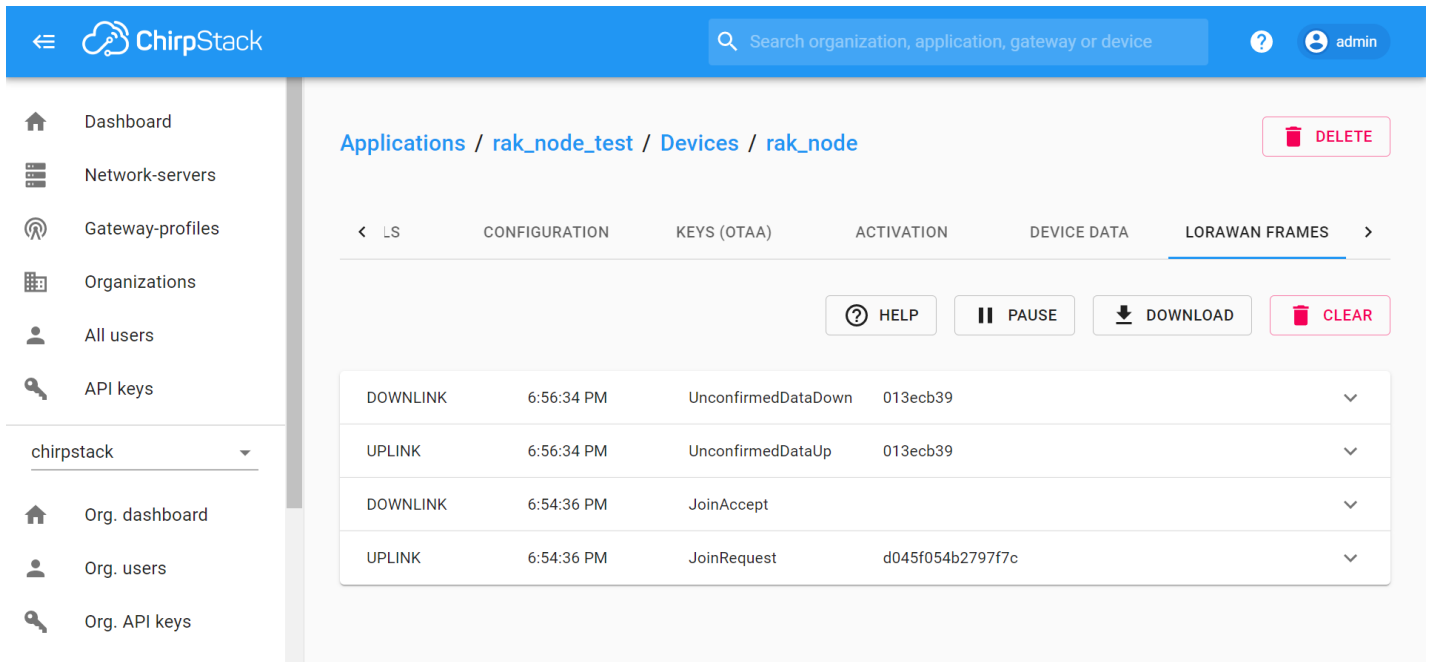 ChirpStack
Search organization, application, gateway or device
? admin
Dashboard
Network-servers
Gateway-profiles
Organizations
All users
API keys
chirpstack
Org. dashboard
Org. users
Org. API keys
Applications / rak_node_test / Devices / rak_node
DELETE
LS CONFIGURATION KEYS (OTAA) ACTIVATION DEVICE DATA LORAWAN FRAMES
? HELP PAUSE DOWNLOAD CLEAR
DOWNLINK 6:56:34 PM UnconfirmedDataDown 013ecb39
UPLINK 6:56:34 PM UnconfirmedDataUp 013ecb39
DOWNLINK 6:54:36 PM JoinAccept
UPLINK 6:54:36 PM JoinRequest d045f054b2797f7c